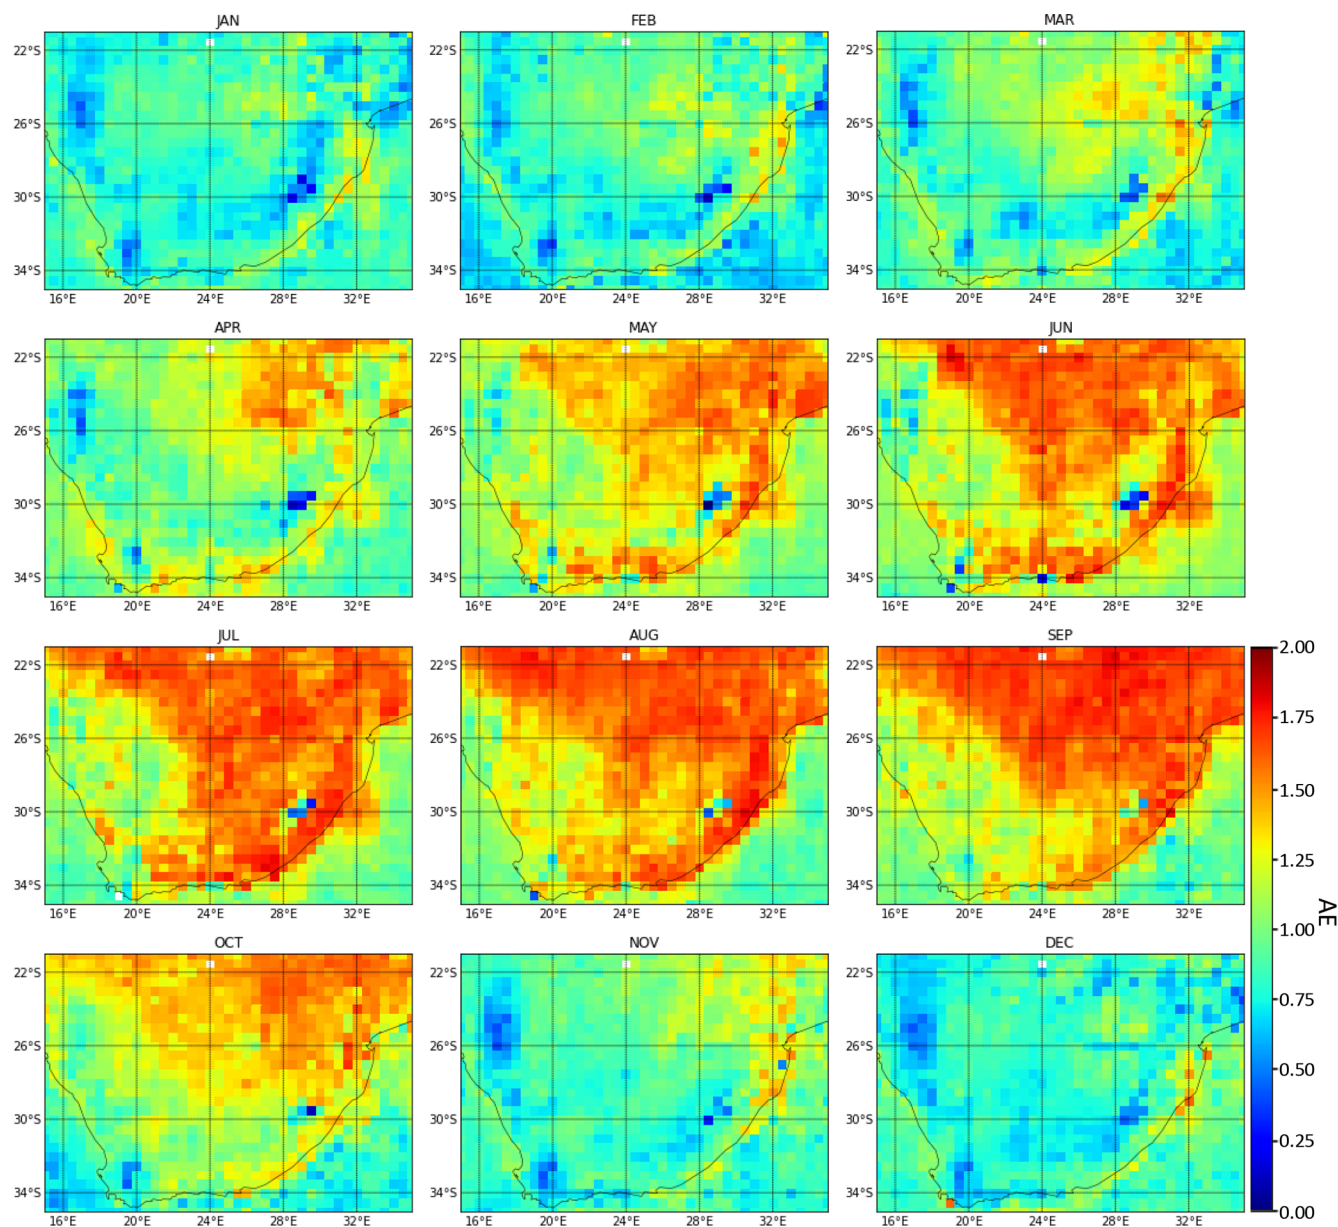 JAN FEB MAR
22°S 22°S 22°S
26°S 26°S 26°S
30°S 30°S 30°S
34°S 34°S 34°S
16°E 20°E 24°E 28°E 32°E 16°E 20°E 24°E 28°E 32°E 16°E 20°E 24°E 28°E 32°E
APR MAY JUN
22°S 22°S 22°S
26°S 26°S 26°S
30°S 30°S 30°S
34°S 34°S 34°S
16°E 20°E 24°E 28°E 32°E 16°E 20°E 24°E 28°E 32°E 16°E 20°E 24°E 28°E 32°E
JUL AUG SEP
22°S 22°S 22°S
26°S 26°S 26°S
30°S 30°S 30°S
34°S 34°S 34°S
16°E 20°E 24°E 28°E 32°E 16°E 20°E 24°E 28°E 32°E 16°E 20°E 24°E 28°E 32°E
OCT NOV DEC
22°S 22°S 22°S
26°S 26°S 26°S
30°S 30°S 30°S
34°S 34°S 34°S
16°E 20°E 24°E 28°E 32°E 16°E 20°E 24°E 28°E 32°E 16°E 20°E 24°E 28°E 32°E
2.00
1.75
1.50
1.25
1.00
0.75
0.50
0.25
0.00
AE